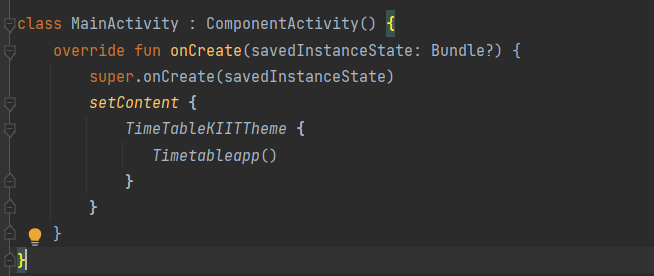 class MainActivity : ComponentActivity() {
    override fun onCreate(savedInstanceState: Bundle?) {
        super.onCreate(savedInstanceState)
        setContent {
            TimeTableKIITTheme {
               Timetableapp()
            }
        }
    }
}